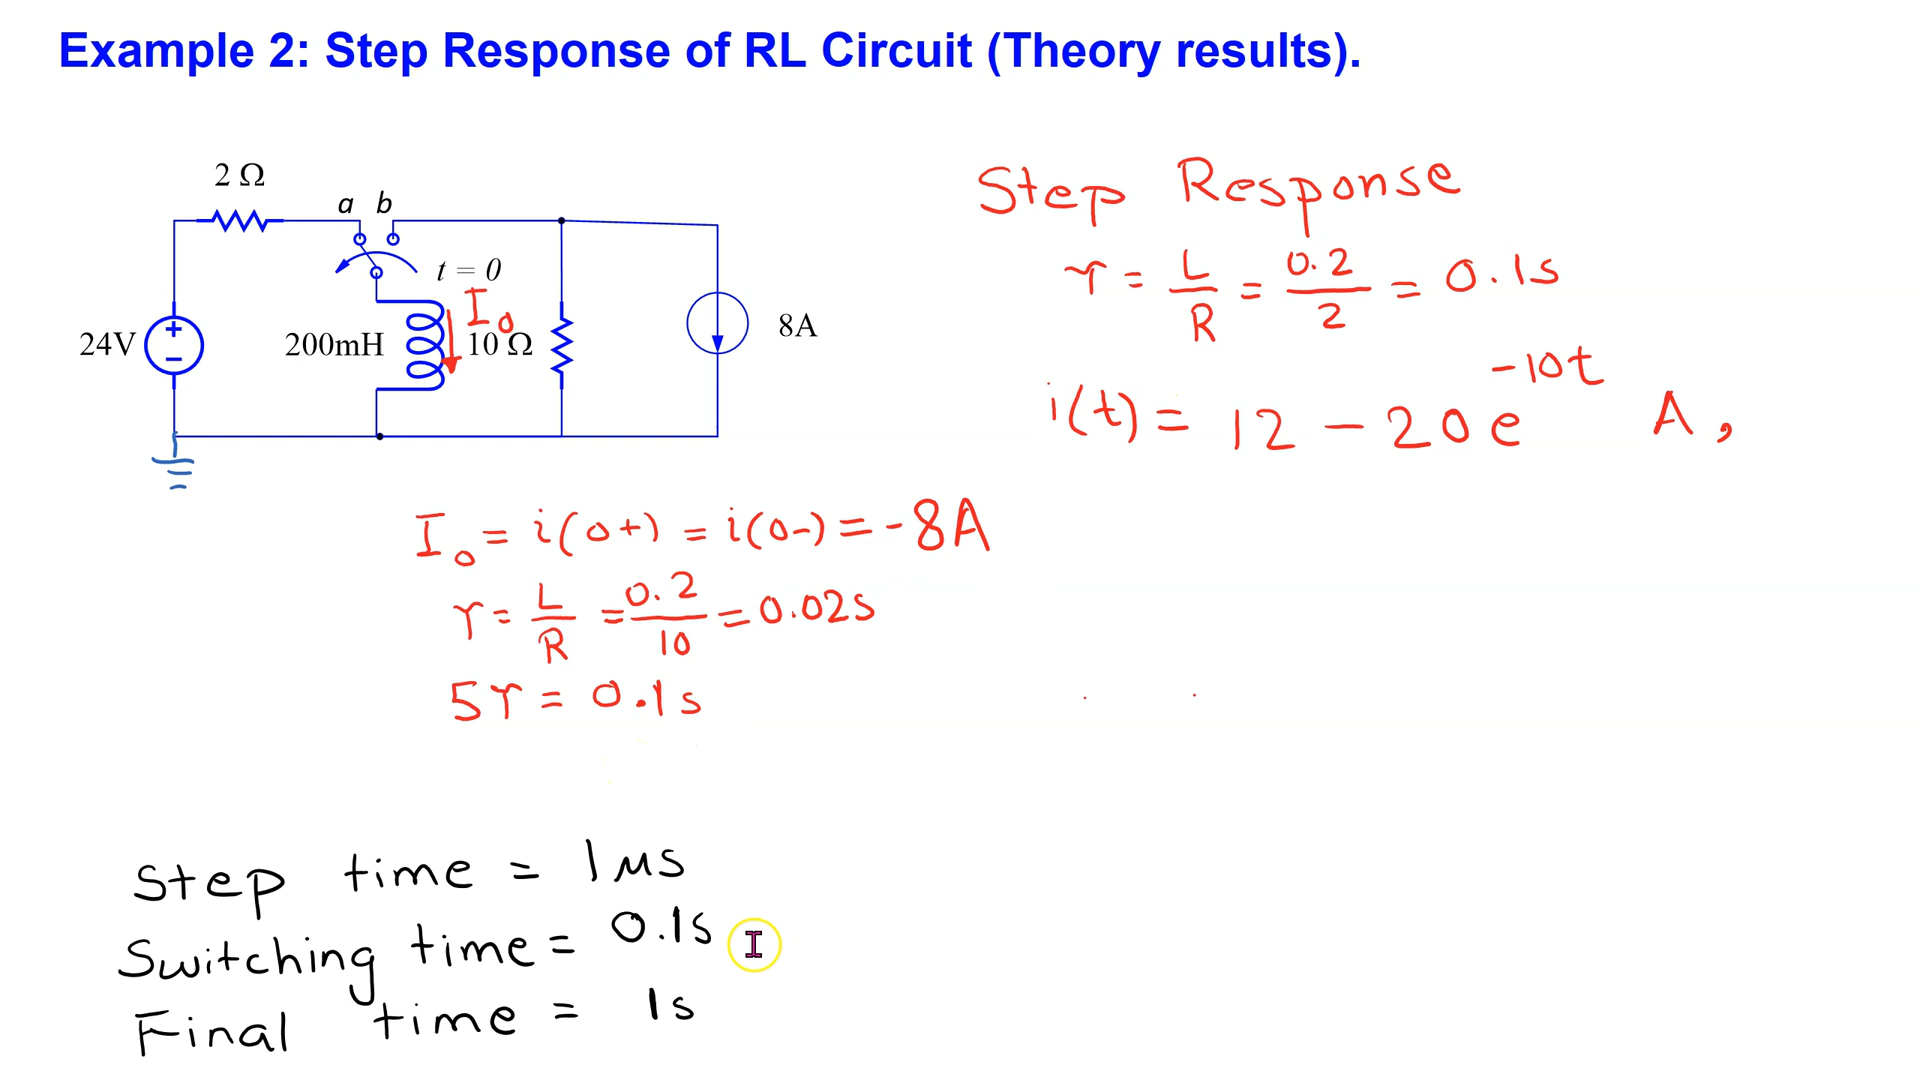 Example 2: Step Response of RL Circuit (Theory results).
2 Ω
a b
t = 0
I₀
24V
200mH
10 Ω
8A
Step Response
τ = L/R = 0.2/2 = 0.1s
i(t) = 12 - 20e^-10t A,
I₀ = i(0+) = i(0-) = -8A
τ = L/R = 0.2/10 = 0.02s
5τ = 0.1s
Step time = 1μs
Switching time = 0.1s
Final time = 1s